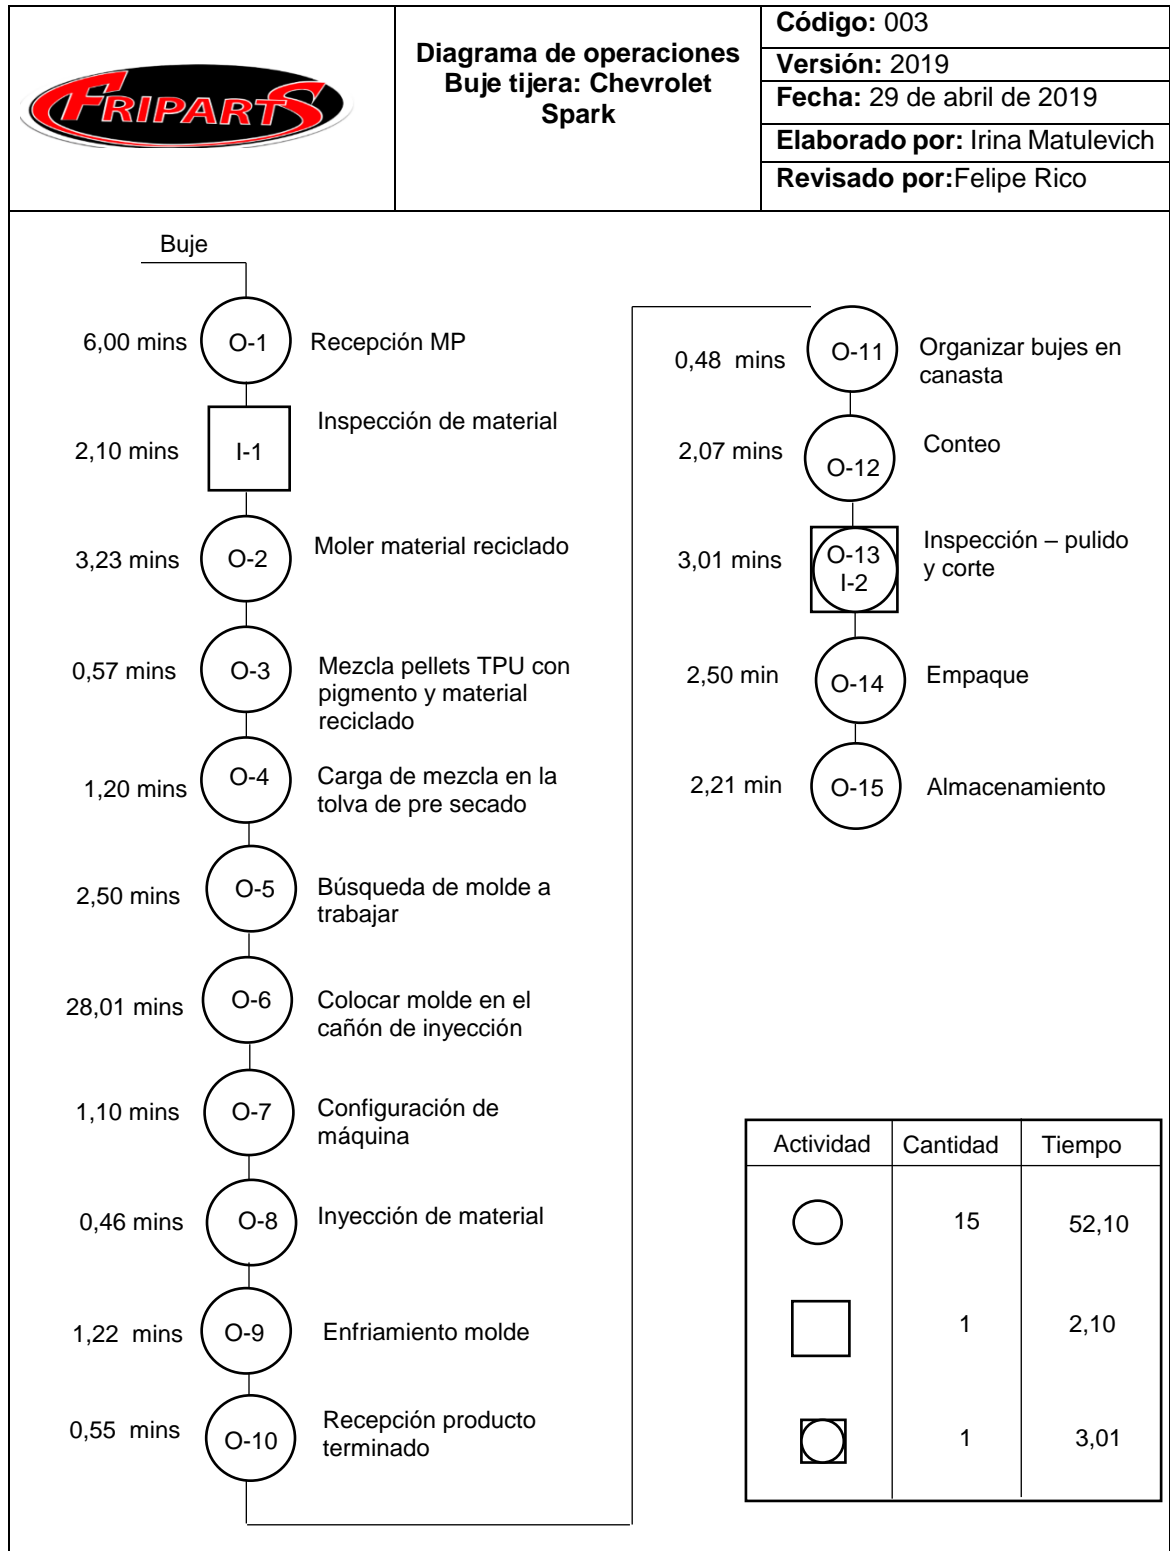 FRIPARTS
Diagrama de operaciones
Buje tijera: Chevrolet
Spark
Código: 003
Versión: 2019
Fecha: 29 de abril de 2019
Elaborado por: Irina Matulevich
Revisado por:Felipe Rico
Buje
6,00 mins O-1 Recepción MP
Inspección de material
2,10 mins I-1
3,23 mins O-2 Moler material reciclado
0,57 mins O-3 Mezcla pellets TPU con
pigmento y material
reciclado
1,20 mins O-4 Carga de mezcla en la
tolva de pre secado
2,50 mins O-5 Búsqueda de molde a
trabajar
28,01 mins O-6 Colocar molde en el
cañón de inyección
1,10 mins O-7 Configuración de
máquina
0,46 mins O-8 Inyección de material
1,22 mins O-9 Enfriamiento molde
0,55 mins O-10 Recepción producto
terminado
0,48 mins O-11 Organizar bujes en
canasta
2,07 mins O-12 Conteo
3,01 mins O-13 Inspección – pulido
I-2 y corte
2,50 min O-14 Empaque
2,21 min O-15 Almacenamiento
Actividad Cantidad Tiempo
15 52,10
1 2,10
1 3,01